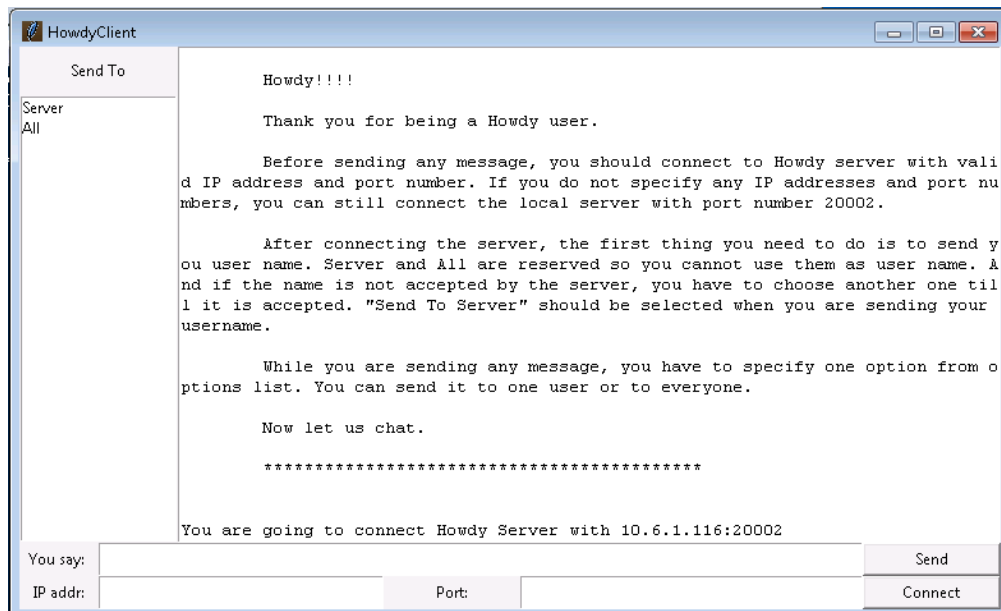 HowdyClient
Send To
Server
All
Howdy!!!!
Thank you for being a Howdy user.
Before sending any message, you should connect to Howdy server with vali
d IP address and port number. If you do not specify any IP addresses and port nu
mbers, you can still connect the local server with port number 20002.
After connecting the server, the first thing you need to do is to send y
ou user name. Server and All are reserved so you cannot use them as user name. A
nd if the name is not accepted by the server, you have to choose another one til
l it is accepted. "Send To Server" should be selected when you are sending your
username.
While you are sending any message, you have to specify one option from o
ptions list. You can send it to one user or to everyone.
Now let us chat.
*******************************************
You are going to connect Howdy Server with 10.6.1.116:20002
You say: Send
IP addr: Port: Connect